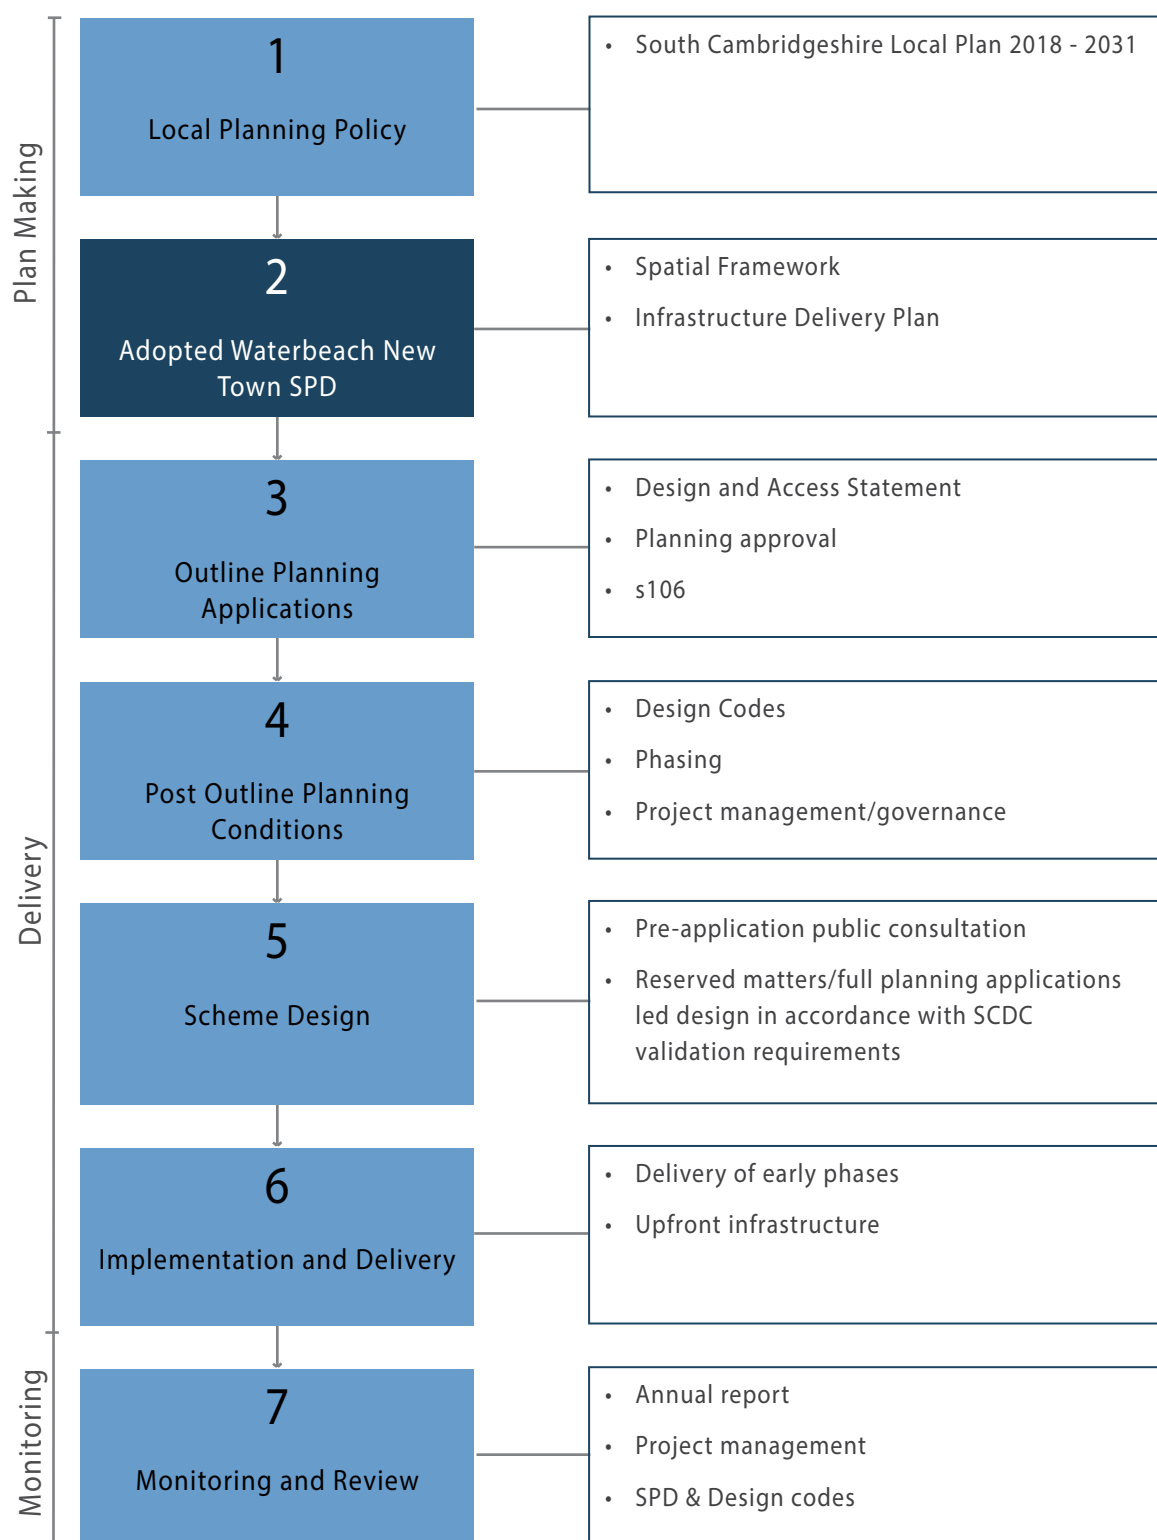 Plan Making
1
Local Planning Policy
• South Cambridgeshire Local Plan 2018 - 2031
2
Adopted Waterbeach New
Town SPD
• Spatial Framework
• Infrastructure Delivery Plan
Delivery
3
Outline Planning
Applications
• Design and Access Statement
• Planning approval
• s106
4
Post Outline Planning
Conditions
• Design Codes
• Phasing
• Project management/governance
5
Scheme Design
• Pre-application public consultation
• Reserved matters/full planning applications
led design in accordance with SCDC
validation requirements
6
Implementation and Delivery
• Delivery of early phases
• Upfront infrastructure
Monitoring
7
Monitoring and Review
• Annual report
• Project management
• SPD & Design codes